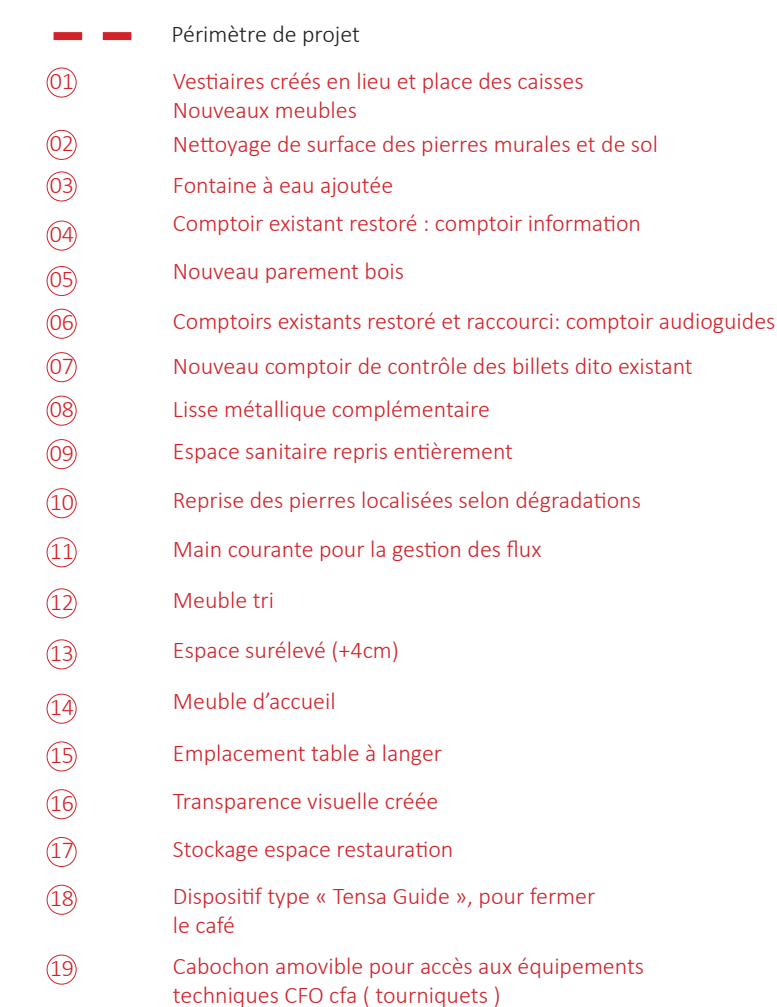 Périmètre de projet
01 Vestiaires créés en lieu et place des caisses
Nouveaux meubles
02 Nettoyage de surface des pierres murales et de sol
03 Fontaine à eau ajoutée
04 Comptoir existant restoré : comptoir information
05 Nouveau parement bois
06 Comptoirs existants restoré et raccourci: comptoir audioguides
07 Nouveau comptoir de contrôle des billets dito existant
08 Lisse métallique complémentaire
09 Espace sanitaire repris entièrement
10 Reprise des pierres localisées selon dégradations
11 Main courante pour la gestion des flux
12 Meuble tri
13 Espace surélevé (+4cm)
14 Meuble d’accueil
15 Emplacement table à langer
16 Transparence visuelle créée
17 Stockage espace restauration
18 Dispositif type « Tensa Guide », pour fermer
le café
19 Cabochon amovible pour accès aux équipements
techniques CFO cfa ( tourniquets )